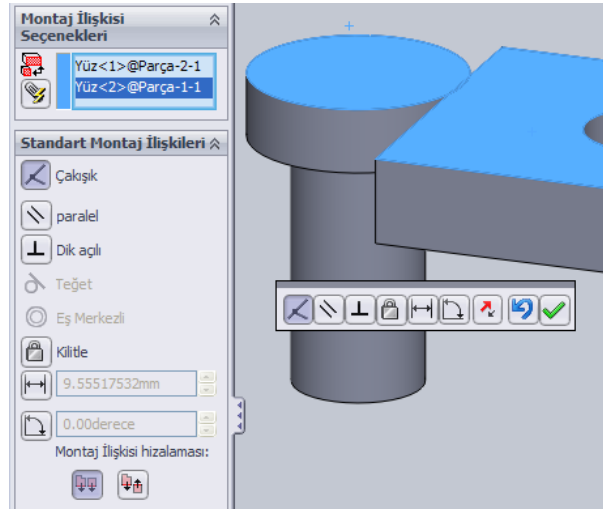 Montaj İlişkisi
Seçenekleri
Yüz<1>@Parça-2-1
Yüz<2>@Parça-1-1
Standart Montaj İlişkileri
Çakışık
paralel
Dik açılı
Teğet
Eş Merkezli
Kilitle
9.55517532mm
0.00derece
Montaj İlişkisi hizalaması: